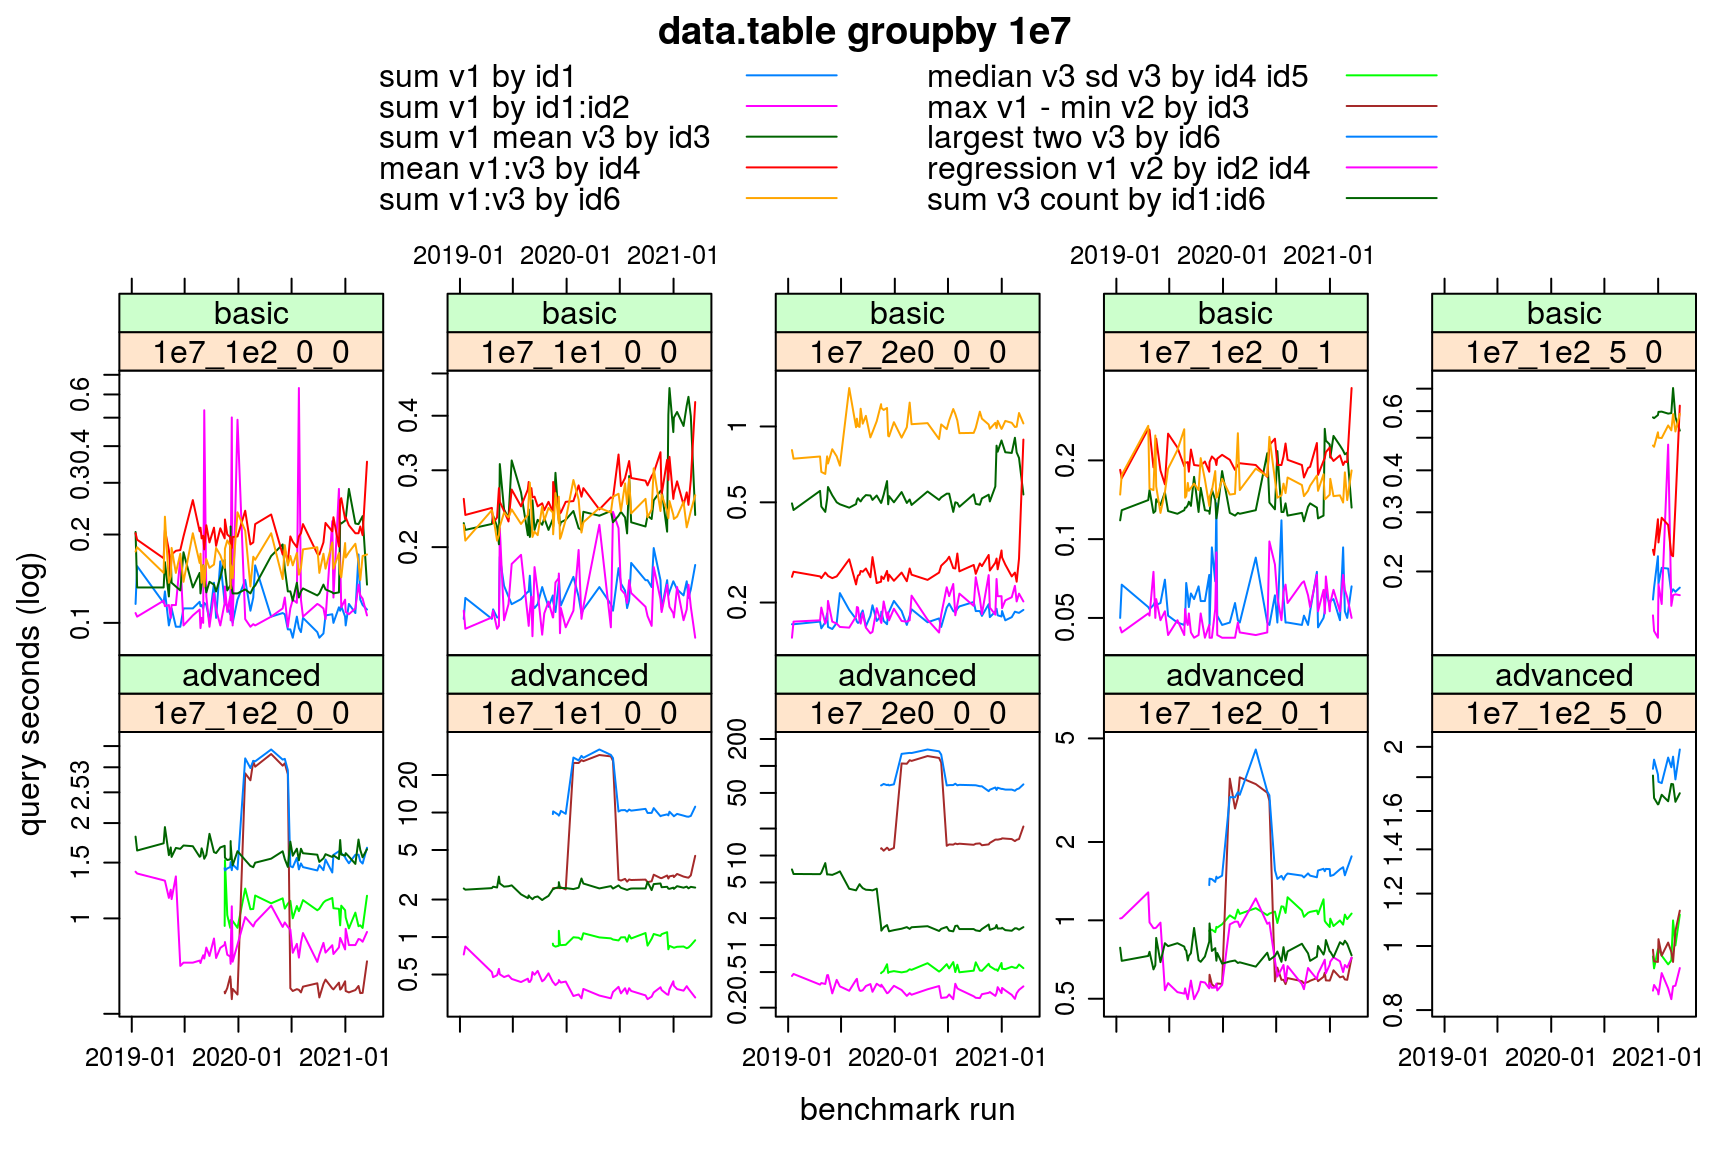 data.table groupby 1e7
sum v1 by id1
sum v1 by id1:id2
sum v1 mean v3 by id3
mean v1:v3 by id4
sum v1:v3 by id6
median v3 sd v3 by id4 id5
max v1 - min v2 by id3
largest two v3 by id6
regression v1 v2 by id2 id4
sum v3 count by id1:id6
2019-01 2020-01 2021-01
2019-01 2020-01 2021-01
basic
1e7_1e2_0_0
0.6
0.4
0.3
0.2
0.1
basic
1e7_1e1_0_0
0.4
0.3
0.2
basic
1e7_2e0_0_0
1
0.5
0.2
basic
1e7_1e2_0_1
0.2
0.1
0.05
basic
1e7_1e2_5_0
0.6
0.4
0.3
0.2
advanced
1e7_1e2_0_0
3
2.5
2
1.5
1
advanced
1e7_1e1_0_0
20
10
5
2
1
0.5
advanced
1e7_2e0_0_0
200
50
10
5
2
1
0.5
0.2
advanced
1e7_1e2_0_1
5
2
1
0.5
advanced
1e7_1e2_5_0
2
1.6
1.4
1.2
1
0.8
2019-01 2020-01 2021-01
2019-01 2020-01 2021-01
2019-01 2020-01 2021-01
query seconds (log)
benchmark run